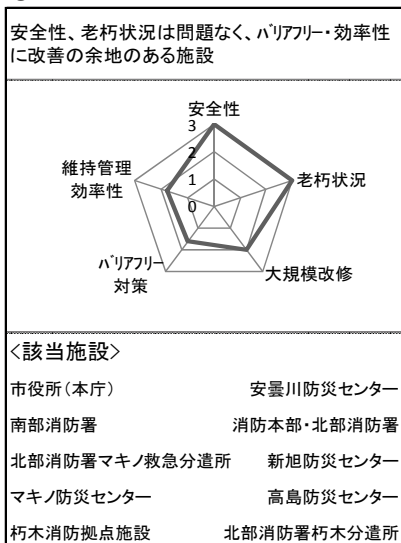 安全性、老朽状況は問題なく、バリアフリー・効率性
に改善の余地のある施設
安全性
3
2
1
0
維持管理
効率性
老朽状況
バリアフリー
対策
大規模改修
<該当施設>
市役所(本庁) 安曇川防災センター
南部消防署 消防本部・北部消防署
北部消防署マキノ救急分遣所 新旭防災センター
マキノ防災センター 高島防災センター
朽木消防拠点施設 北部消防署朽木分遣所